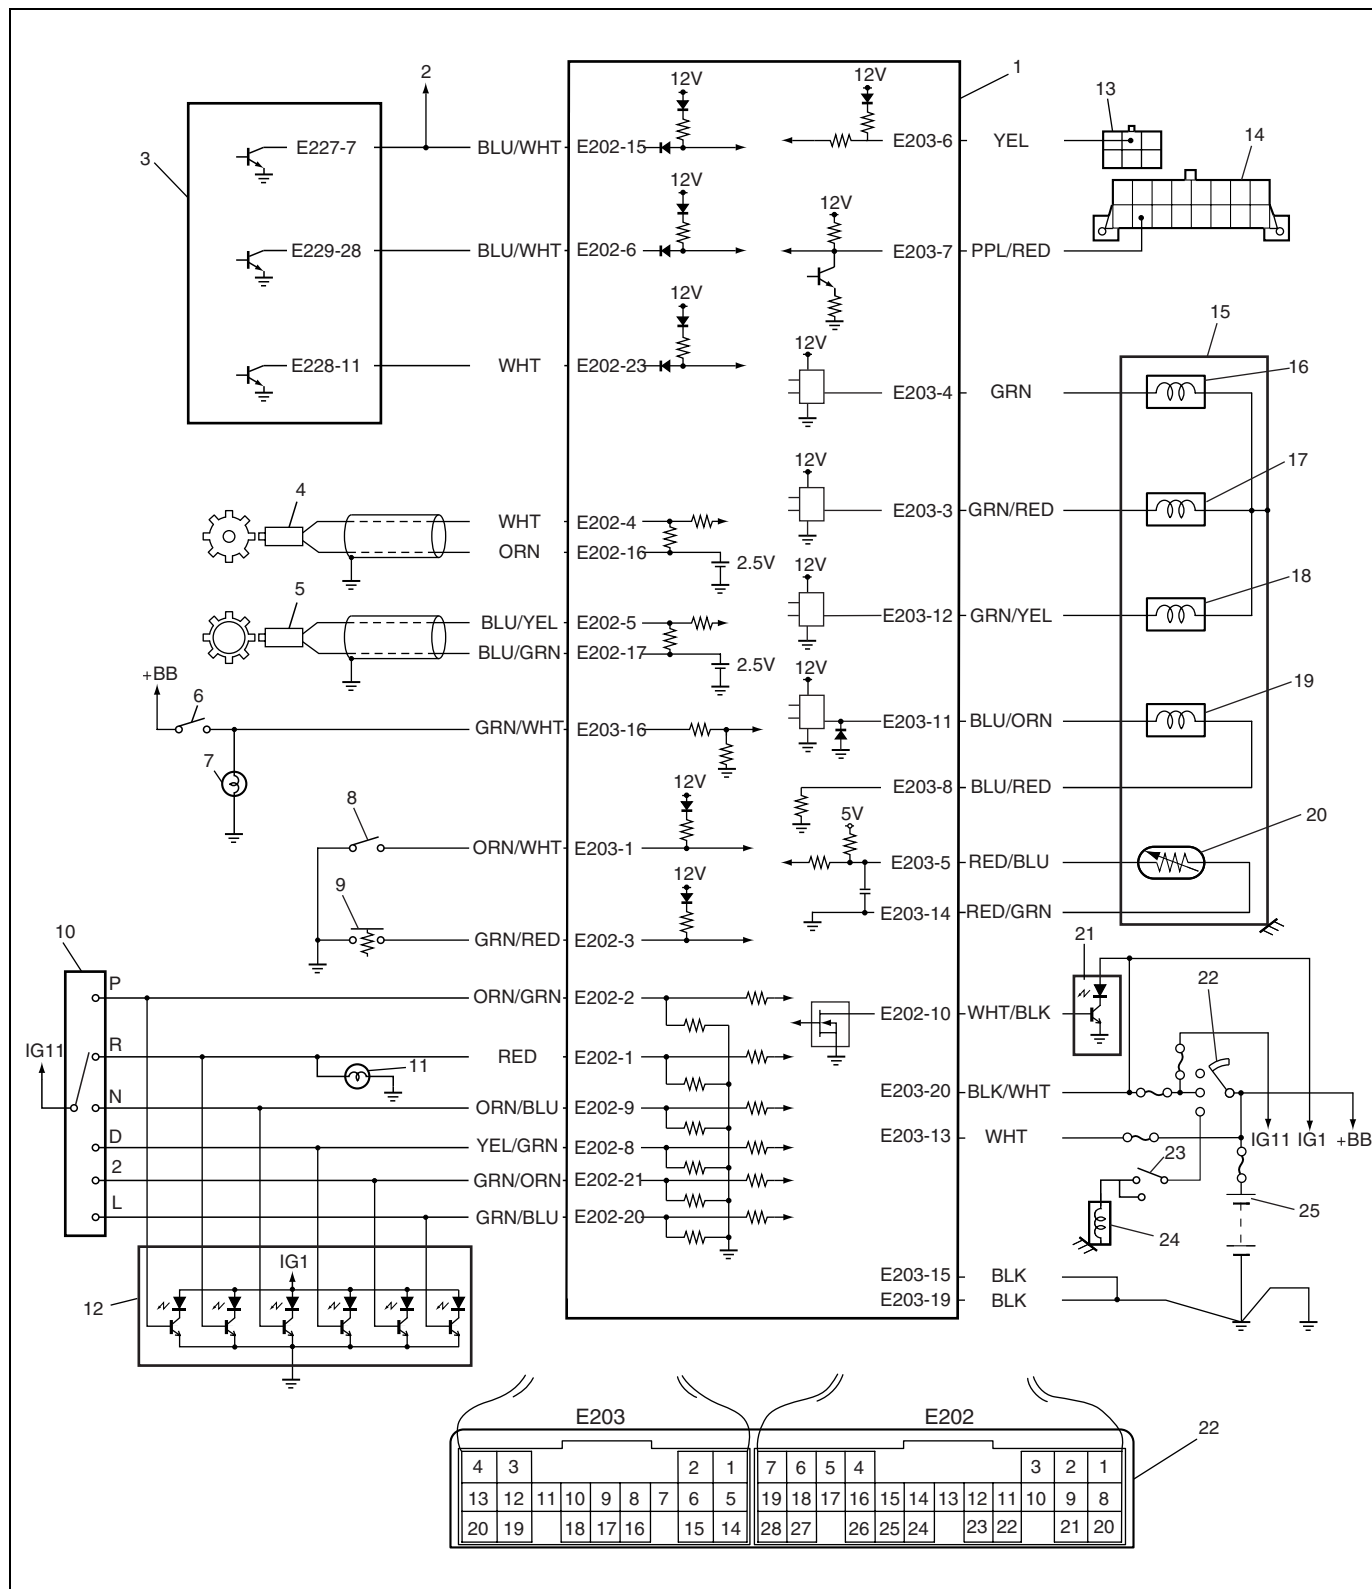 1
2
12V
12V
13
14
3
E227-7
BLU/WHT
E202-15
E203-6
YEL
12V
12V
E229-28
BLU/WHT
E202-6
E203-7
PPL/RED
12V
15
12V
16
E228-11
WHT
E202-23
E203-4
GRN
12V
17
4
WHT
E202-4
E203-3
GRN/RED
ORN
E202-16
2.5V
12V
18
5
BLU/YEL
E202-5
E203-12
GRN/YEL
BLU/GRN
E202-17
2.5V
12V
19
+BB
6
GRN/WHT
E203-16
E203-11
BLU/ORN
7
12V
E203-8
BLU/RED
8
5V
20
ORN/WHT
E203-1
E203-5
RED/BLU
12V
9
E203-14
RED/GRN
10
GRN/RED
E202-3
21
P
ORN/GRN
E202-2
22
E202-10
WHT/BLK
IG11
R
11
RED
E202-1
E203-20
BLK/WHT
N
ORN/BLU
E202-9
E203-13
WHT
IG11
IG1
+BB
D
YEL/GRN
E202-8
23
2
GRN/ORN
E202-21
L
GRN/BLU
E202-20
24
25
IG1
12
E203-15
BLK
E203-19
BLK
E203
E202
22
4 3 2 1 7 6 5 4 3 2 1
13 12 11 10 9 8 7 6 5 19 18 17 16 15 14 13 12 11 10 9 8
20 19 18 17 16 15 14 28 27 26 25 24 23 22 21 20